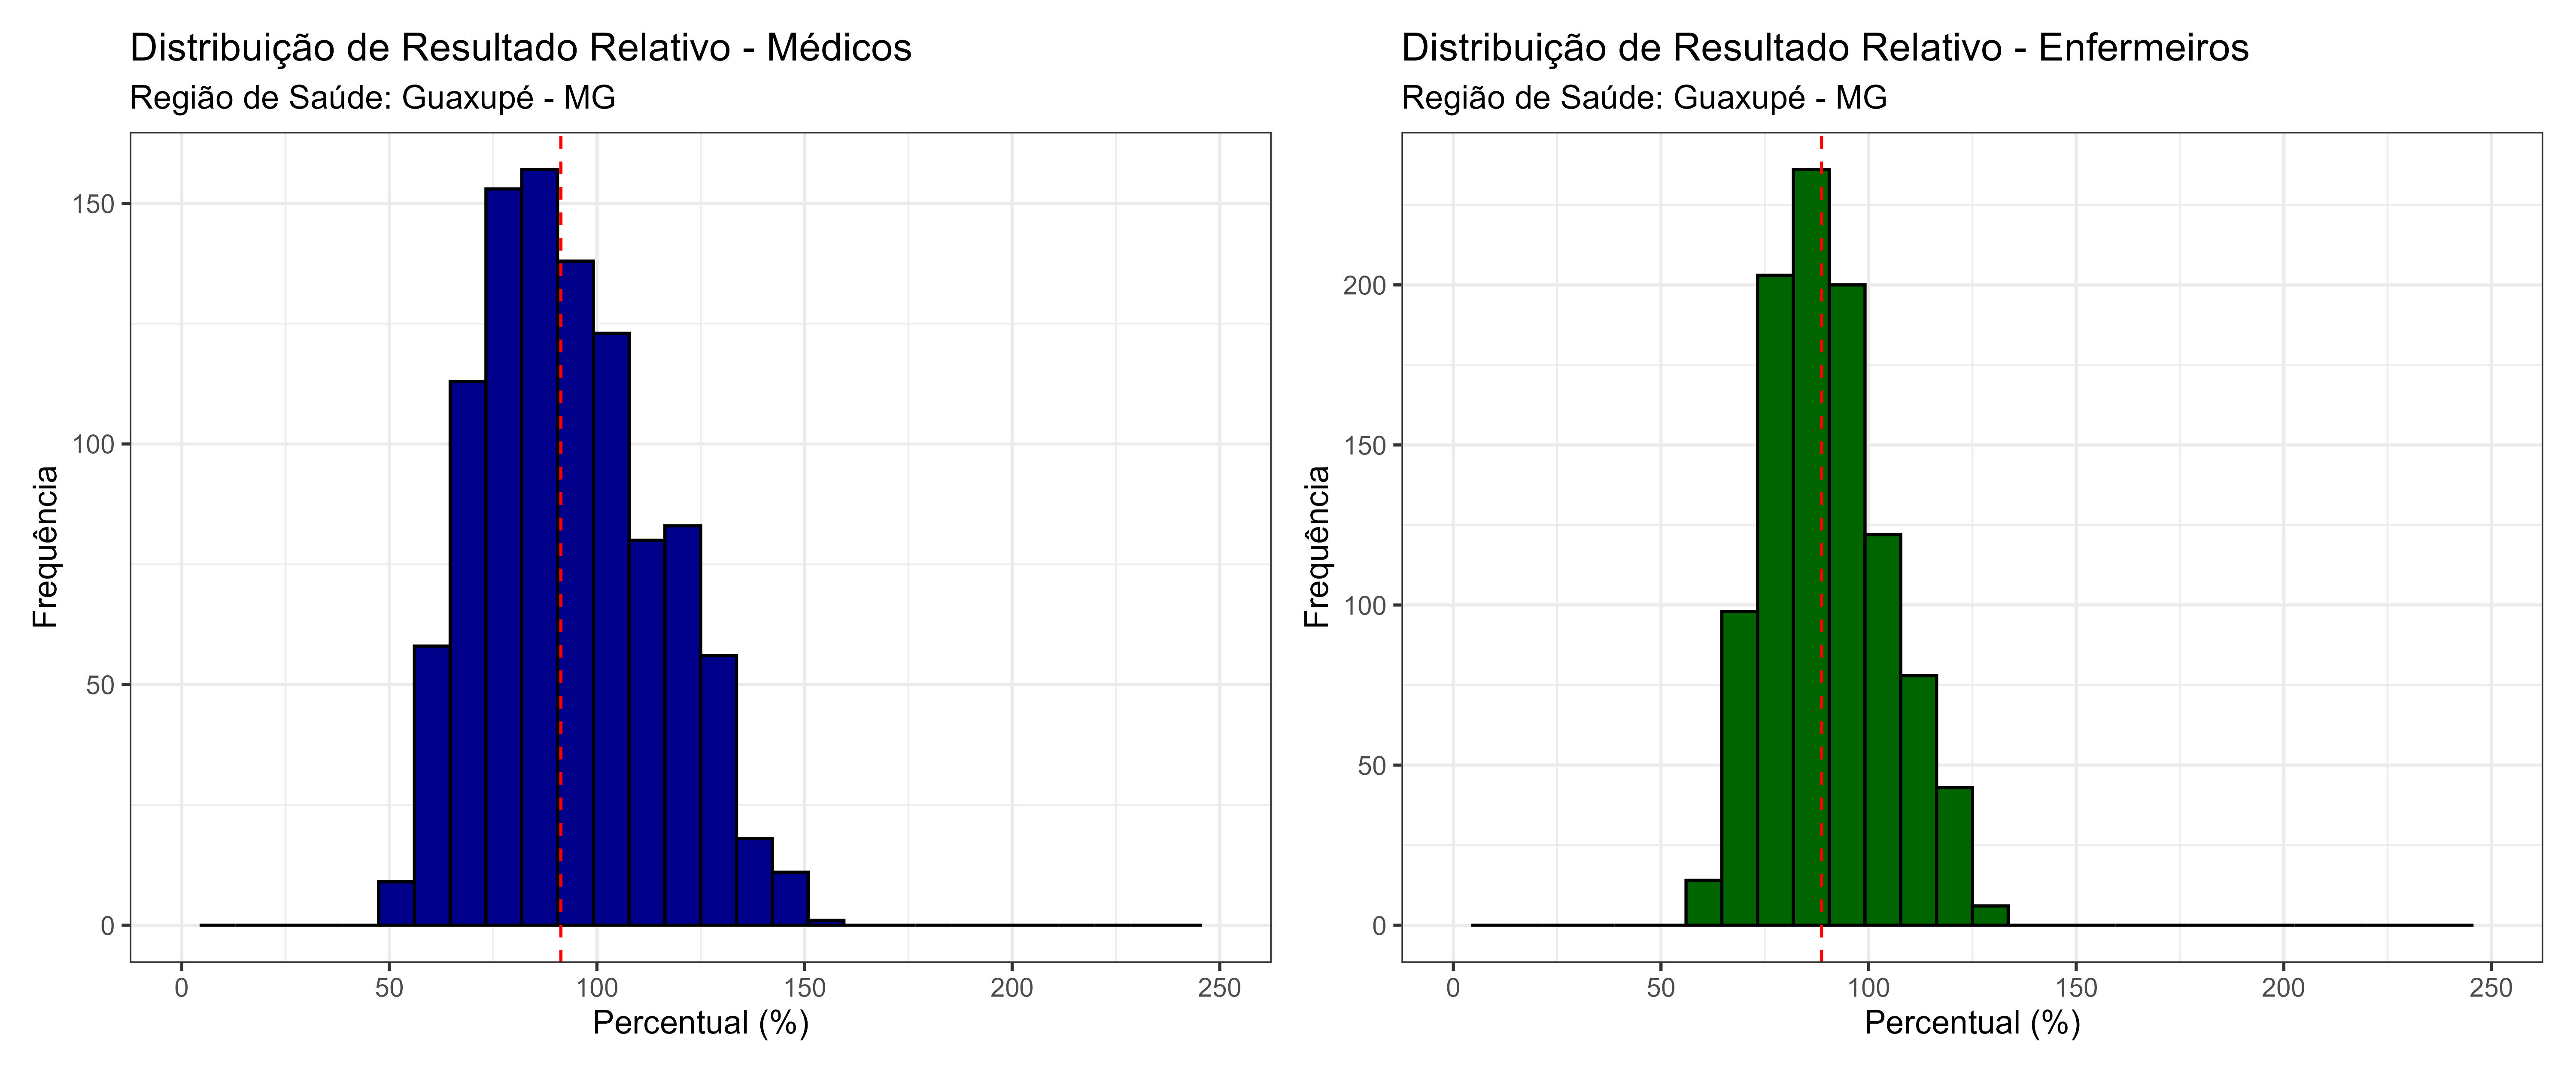 Distribuição de Resultado Relativo - Médicos
Região de Saúde: Guaxupé - MG
150
100
50
0
Frequência
0 50 100 150 200 250
Percentual (%)
Distribuição de Resultado Relativo - Enfermeiros
Região de Saúde: Guaxupé - MG
200
150
100
50
0
Frequência
0 50 100 150 200 250
Percentual (%)